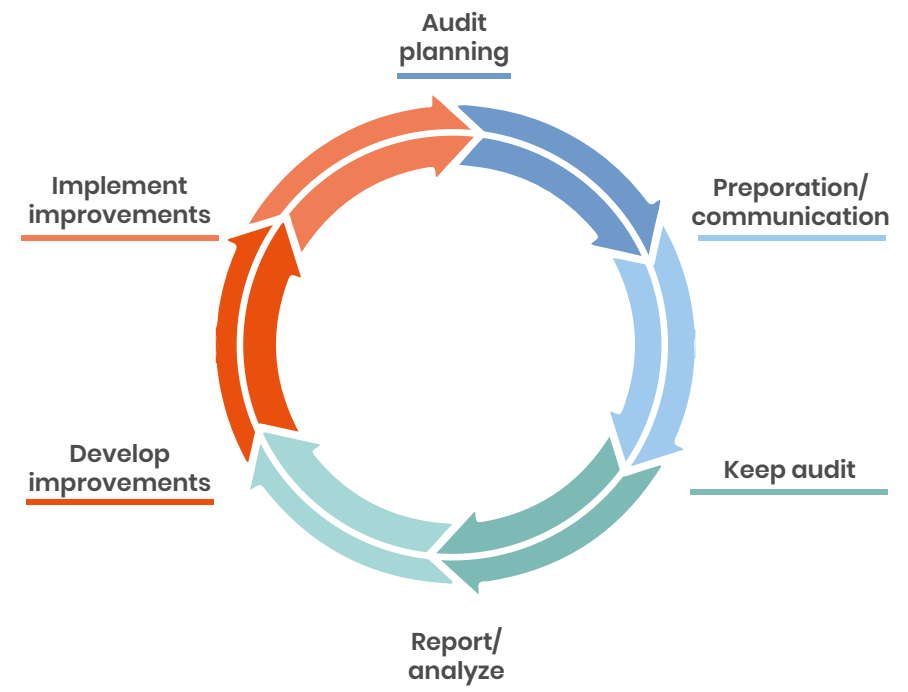 Audit
planning
Preporation/
communication
Keep audit
Report/
analyze
Develop
improvements
Implement
improvements